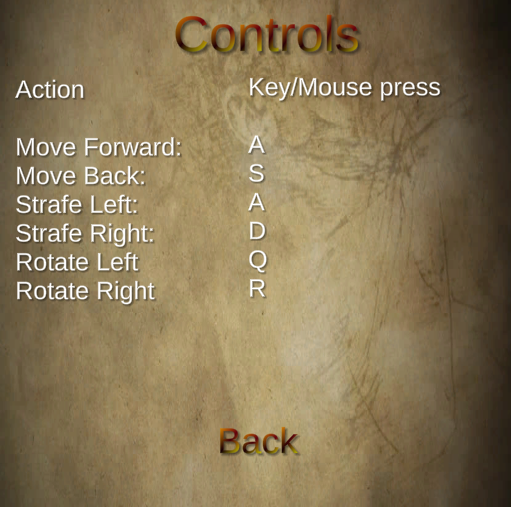 Controls
Action Key/Mouse press
Move Forward: A
Move Back: S
Strafe Left: A
Strafe Right: D
Rotate Left Q
Rotate Right R
Back